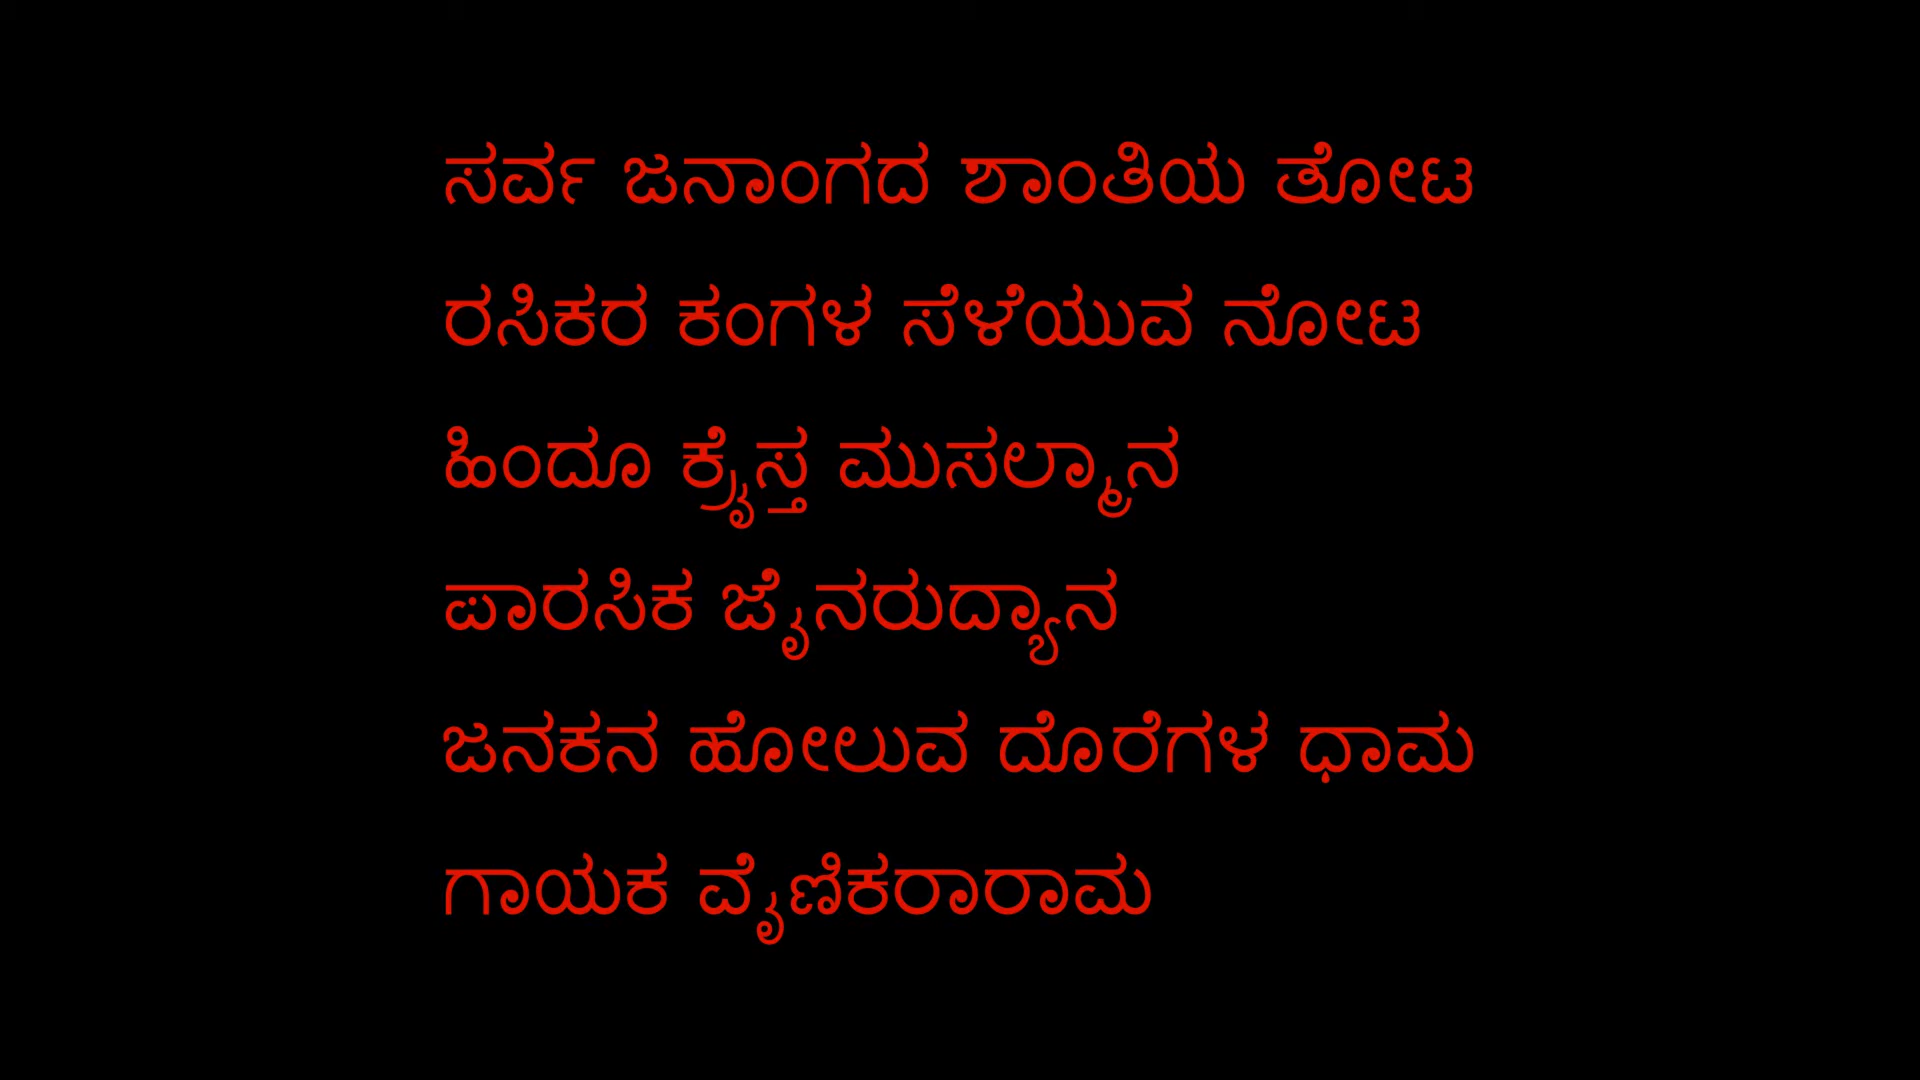 ಸರ್ವ ಜನಾಂಗದ ಶಾಂತಿಯ ತೋಟ
ರಸಿಕರ ಕಂಗಳ ಸೆಳೆಯುವ ನೋಟ
ಹಿಂದೂ ಕ್ರೈಸ್ತ ಮುಸಲ್ಮಾನ
ಪಾರಸಿಕ ಜೈನರುದ್ಯಾನ
ಜನಕನ ಹೋಲುವ ದೊರೆಗಳ ಧಾಮ
ಗಾಯಕ ವೈಣಿಕರಾರಾಮ